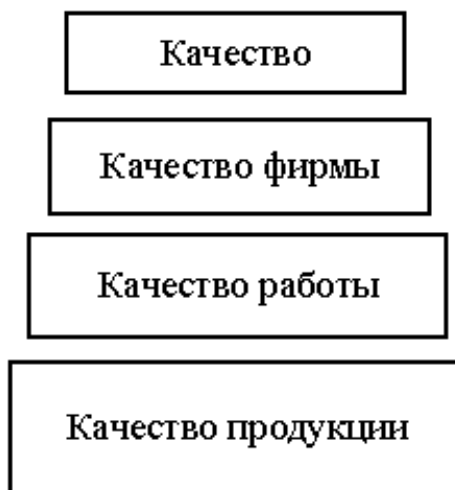 Качество
Качество фирмы
Качество работы
Качество продукции